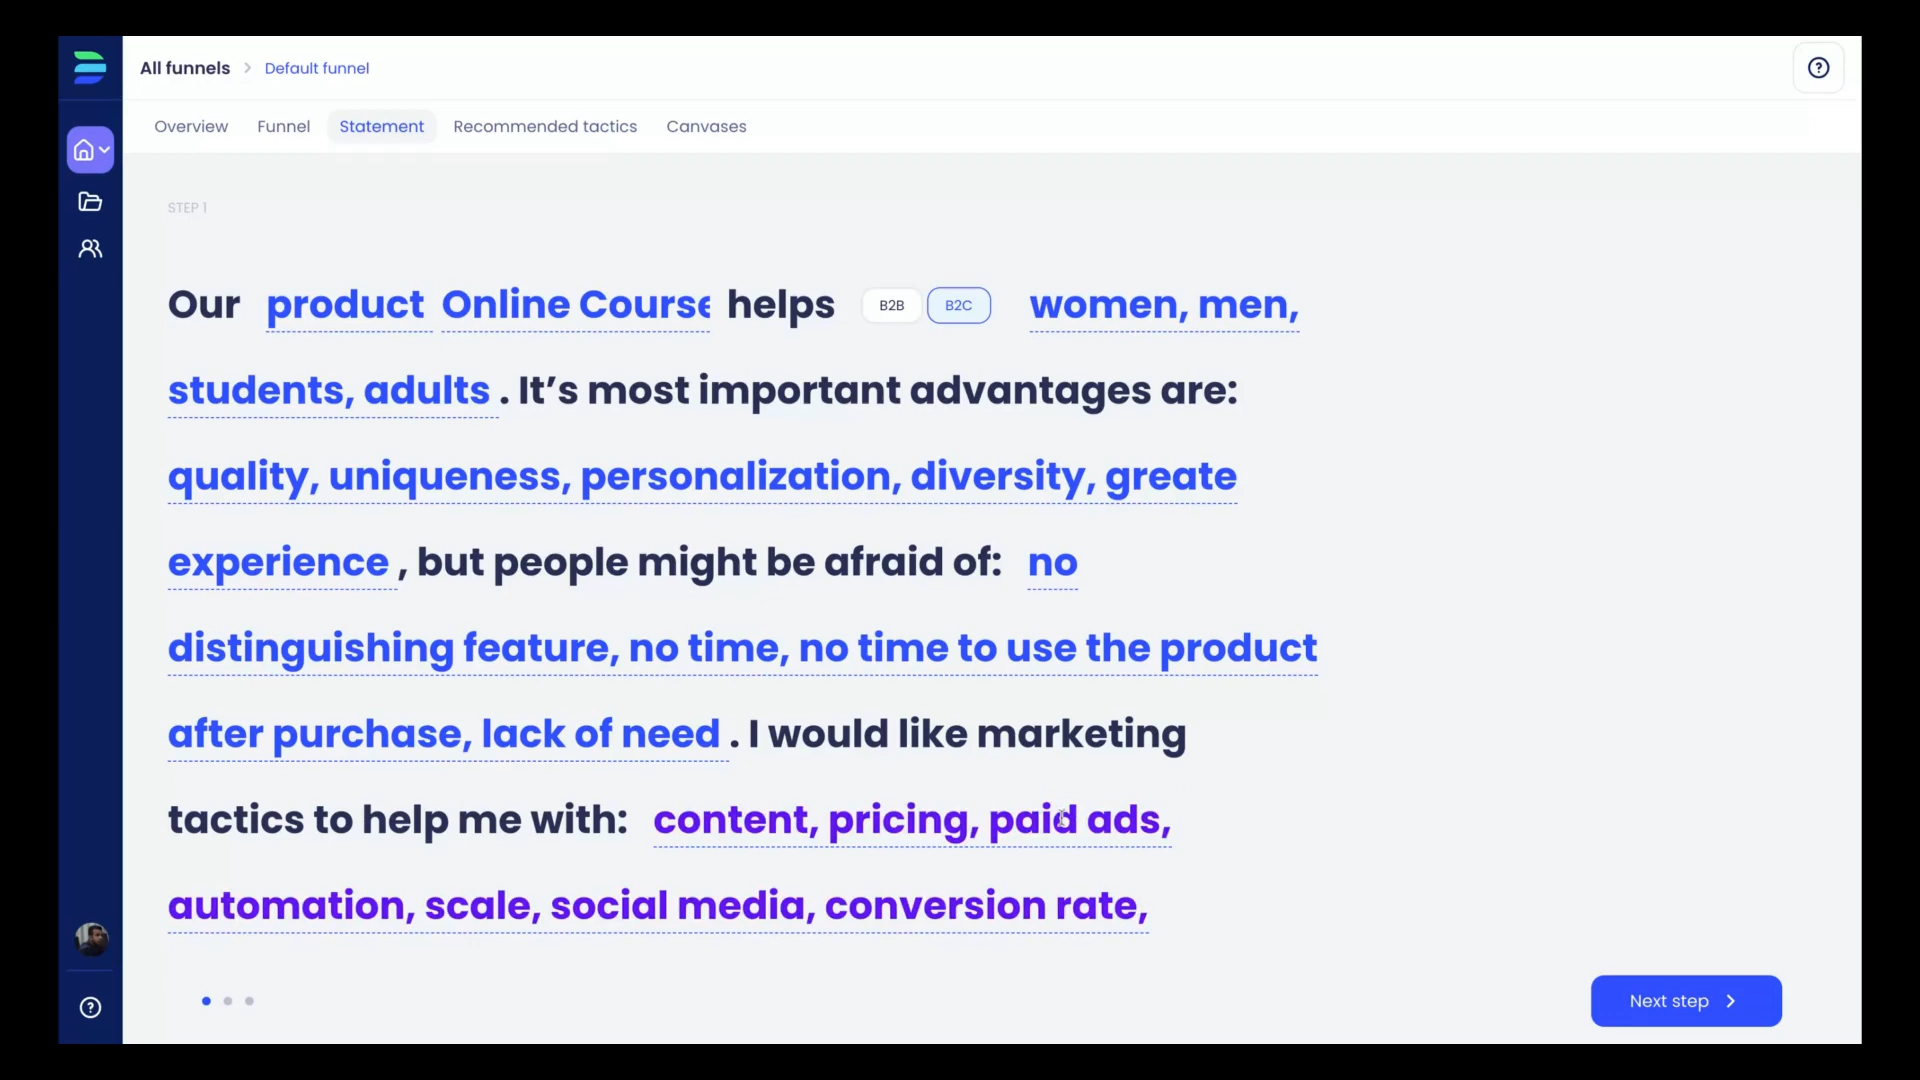 All funnels > Default funnel
Overview Funnel Statement Recommended tactics Canvases
STEP 1
Our product Online Course helps B2B B2C women, men,
students, adults . It’s most important advantages are:
quality, uniqueness, personalization, diversity, greate
experience , but people might be afraid of: no
distinguishing feature, no time, no time to use the product
after purchase, lack of need . I would like marketing
tactics to help me with: content, pricing, paid ads,
automation, scale, social media, conversion rate,
Next step >